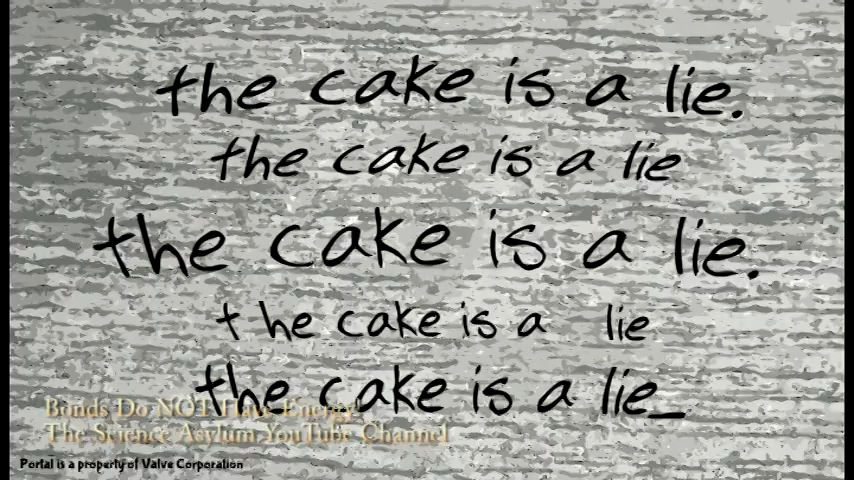 the cake is a lie.
the cake is a lie
the cake is a lie.
the cake is a lie
the cake is a lie_
Bonds Do NOT Have Energy
The Science Asylum YouTube Channel
Portal is a property of Valve Corporation